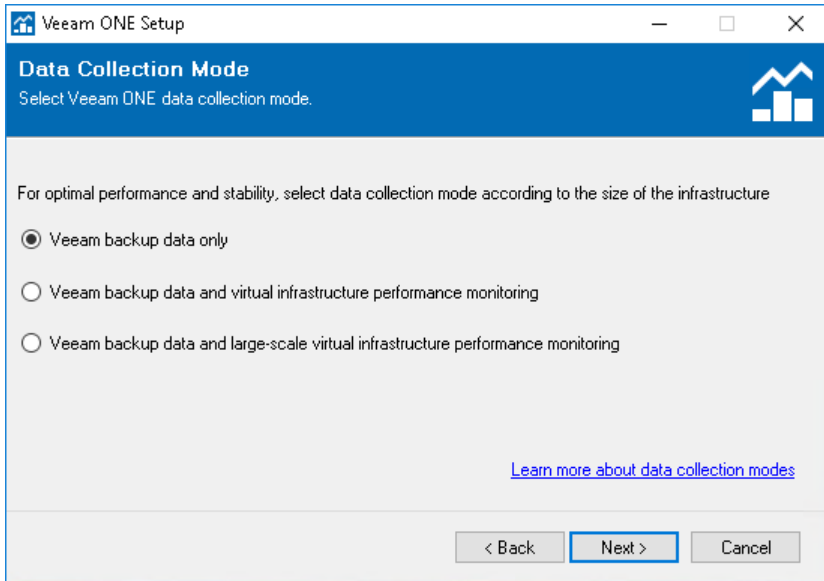 Veeam ONE Setup
Data Collection Mode
Select Veeam ONE data collection mode.
For optimal performance and stability, select data collection mode according to the size of the infrastructure
Veeam backup data only
Veeam backup data and virtual infrastructure performance monitoring
Veeam backup data and large-scale virtual infrastructure performance monitoring
Learn more about data collection modes
< Back
Next >
Cancel